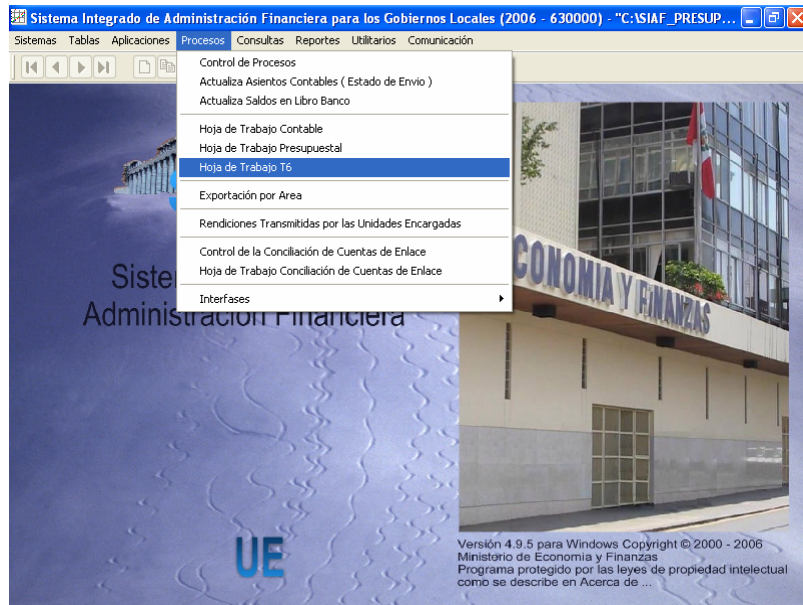 Sistema Integrado de Administración Financiera para los Gobiernos Locales (2006 - 630000) - "C:\SIAF_PRESUP...
Sistemas Tablas Aplicaciones Procesos Consultas Reportes Utilitarios Comunicación
Control de Procesos
Actualiza Asientos Contables ( Estado de Envio )
Actualiza Saldos en Libro Banco
Hoja de Trabajo Contable
Hoja de Trabajo Presupuestal
Hoja de Trabajo T6
Exportación por Area
Rendiciones Transmitidas por las Unidades Encargadas
Control de la Conciliación de Cuentas de Enlace
Hoja de Trabajo Conciliación de Cuentas de Enlace
Interfases
Siste
Administración Financiera
CONOMIA Y FINANZAS
UE
Versión 4.9.5 para Windows Copyright © 2000 - 2006
Ministerio de Economia y Finanzas
Programa protegido por las leyes de propiedad intelectual
como se describe en Acerca de ...